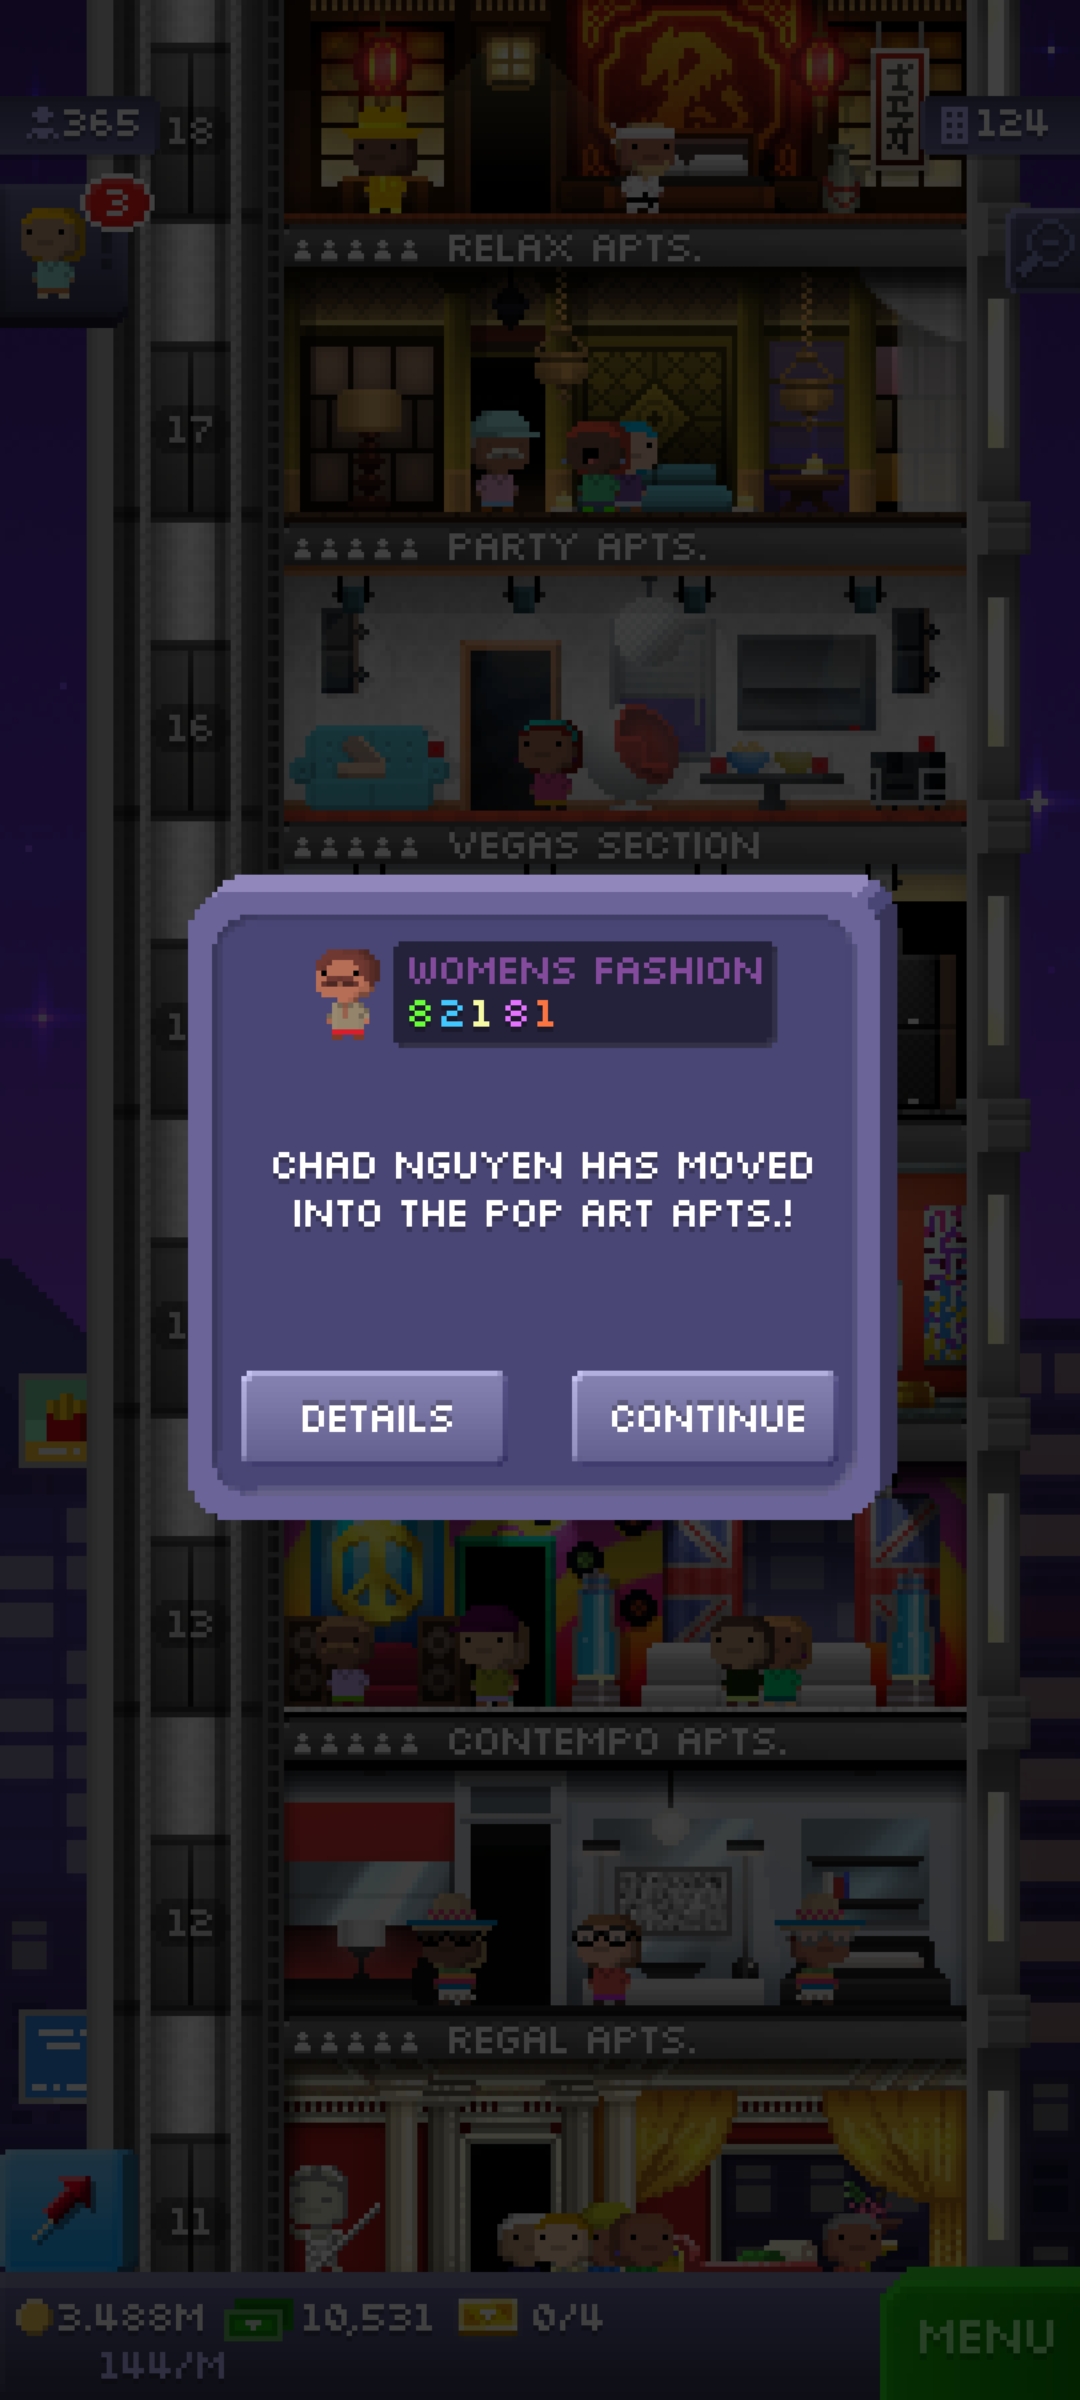 365
18
124
3
RELAX APTS.
17
PARTY APTS.
16
VEGAS SECTION
WOMENS FASHION
8 2 1 8 1
CHAD NGUYEN HAS MOVED
INTO THE POP ART APTS.!
DETAILS
CONTINUE
13
CONTEMPO APTS.
12
REGAL APTS.
11
3.488M
10,531
0/4
144/M
MENU